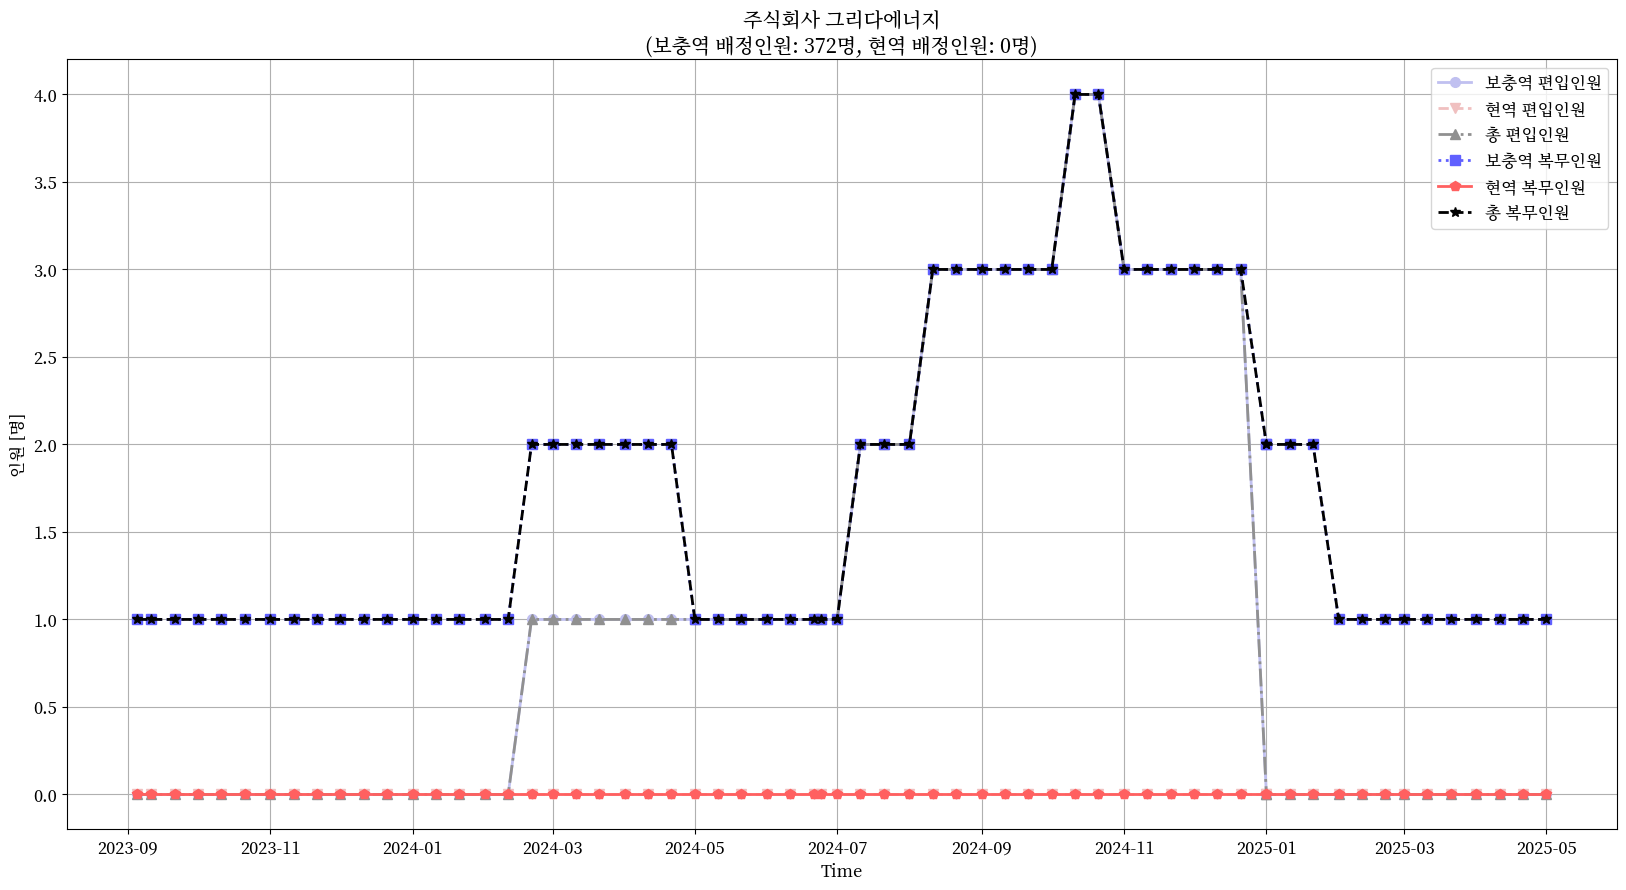 주식회사 그리다에너지
(보충역 배정인원: 372명, 현역 배정인원: 0명)
보충역 편입인원
현역 편입인원
총 편입인원
보충역 복무인원
현역 복무인원
총 복무인원
인원 [명]
4.0
3.5
3.0
2.5
2.0
1.5
1.0
0.5
0.0
2023-09 2023-11 2024-01 2024-03 2024-05 2024-07 2024-09 2024-11 2025-01 2025-03 2025-05
Time